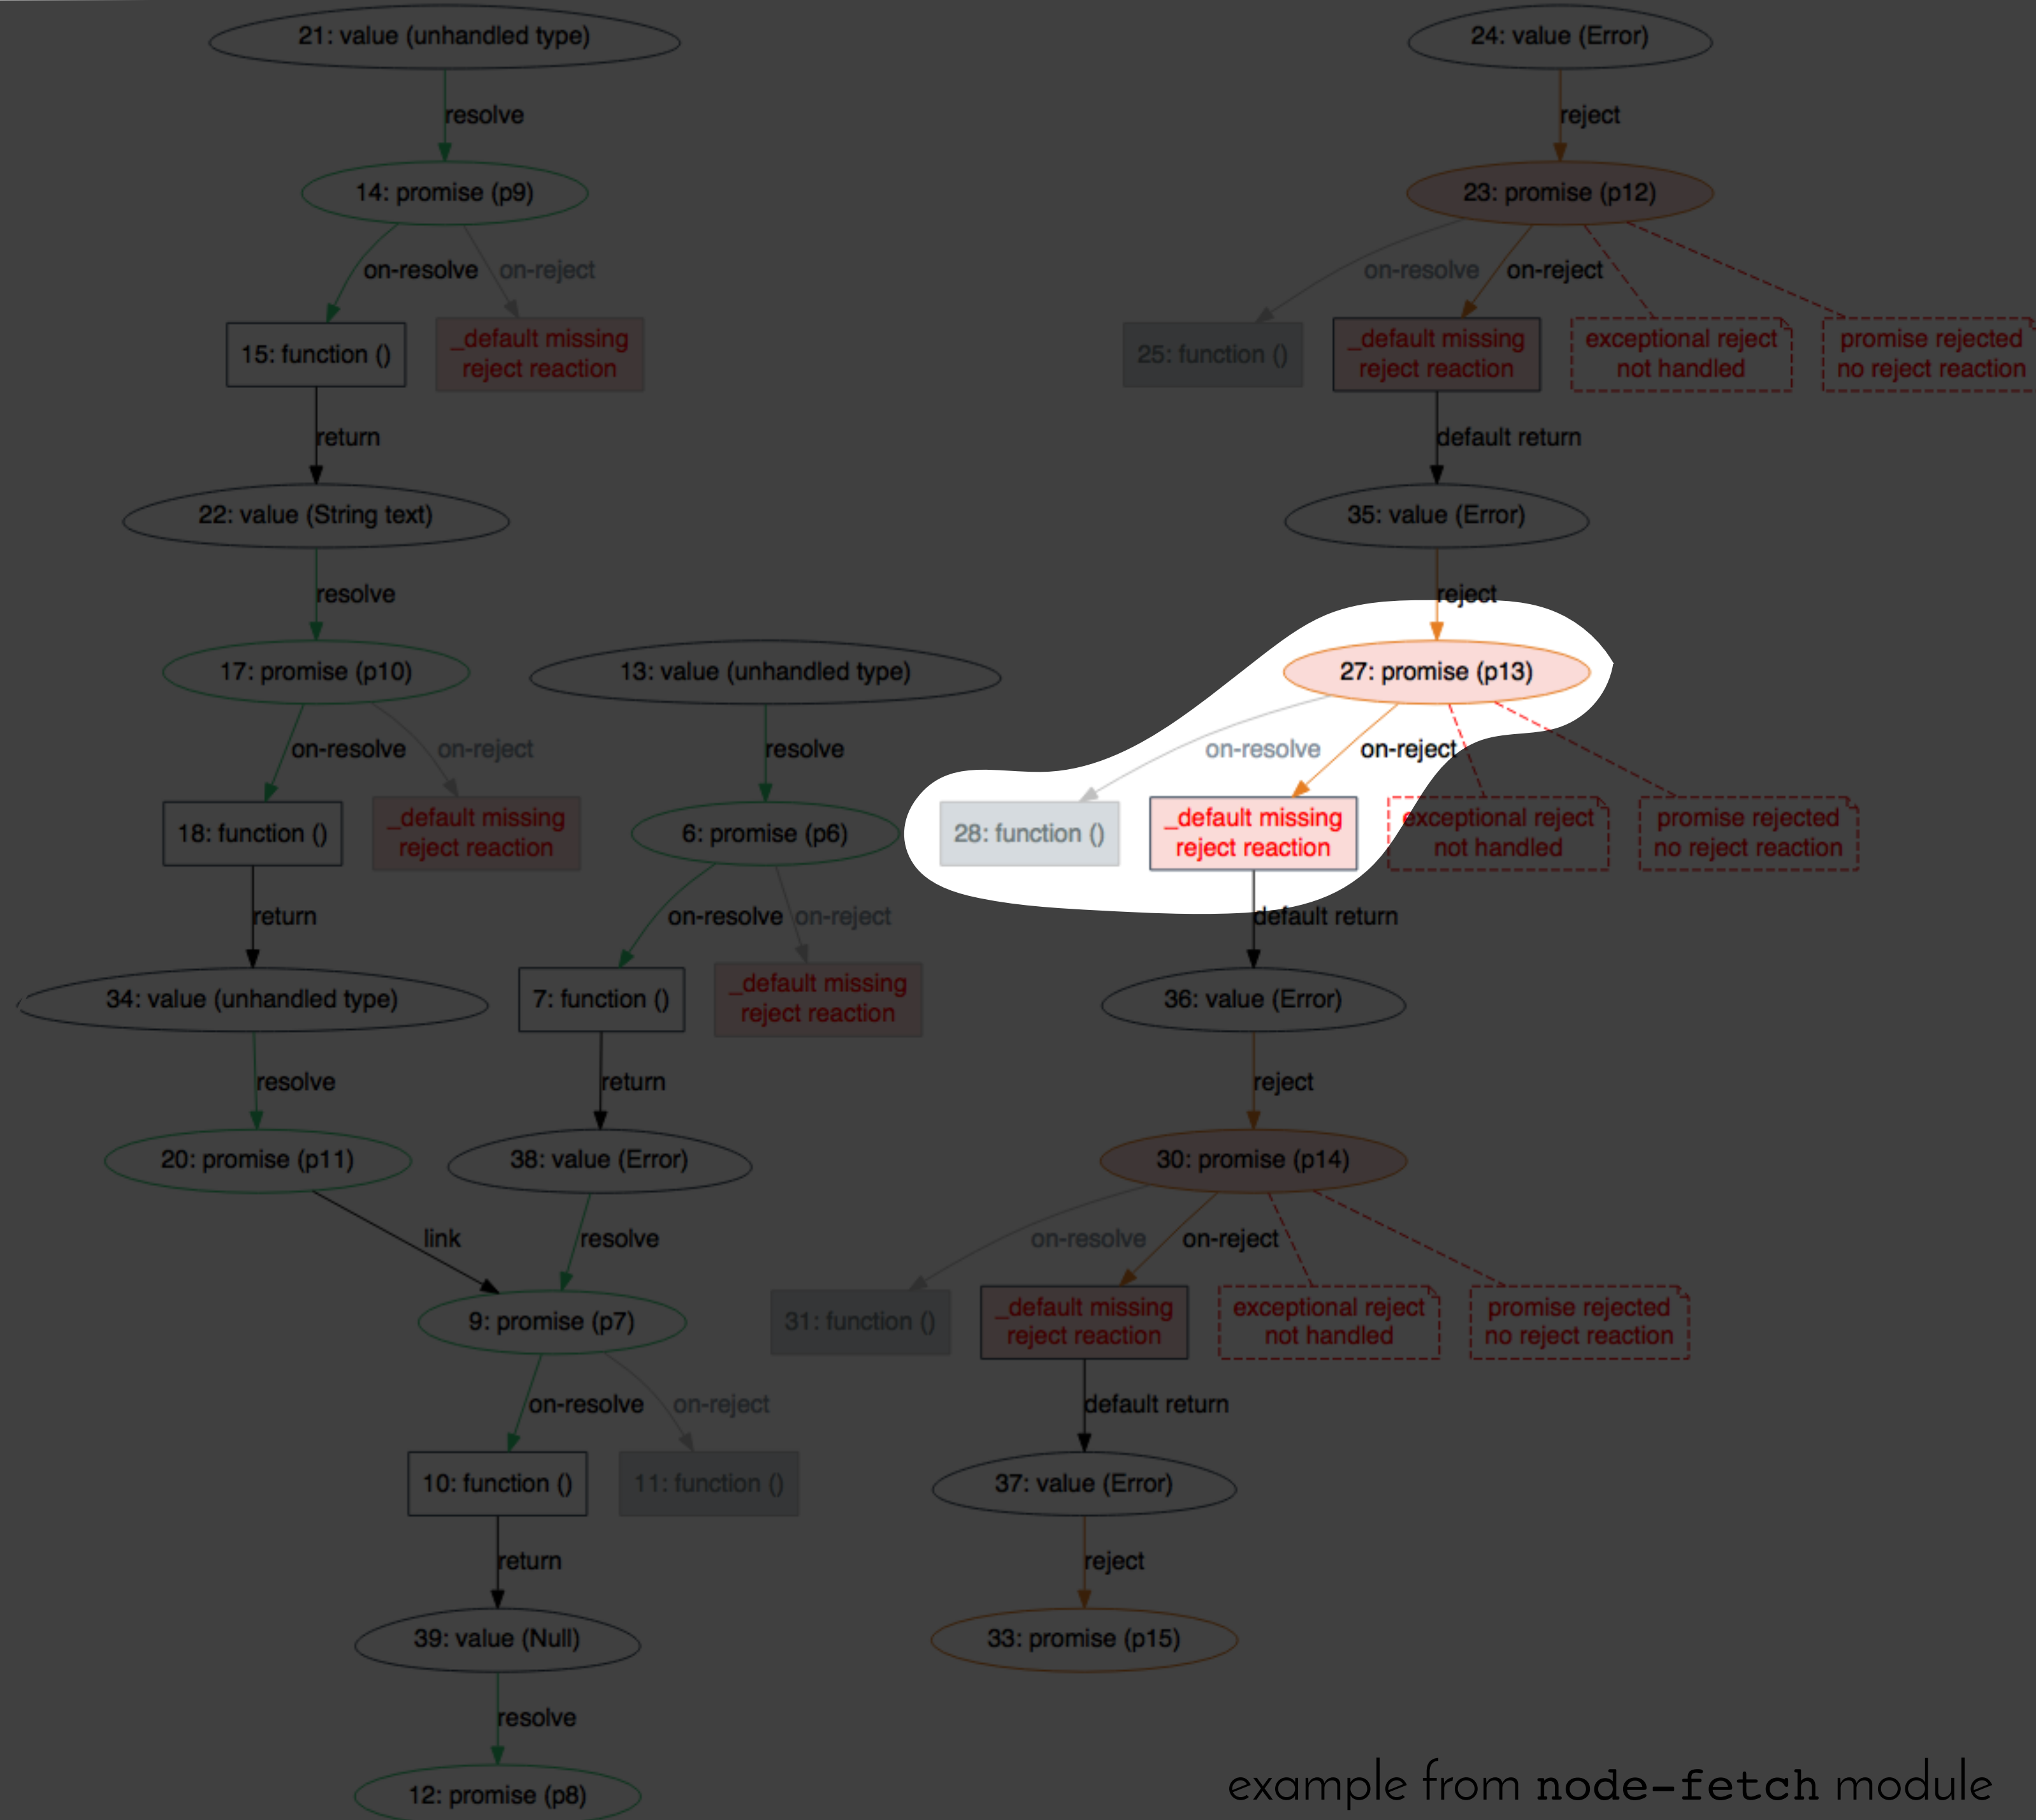 21: value (unhandled type)
24: value (Error)
resolve
reject
14: promise (p9)
23: promise (p12)
on-resolve
on-reject
on-resolve
on-reject
15: function ()
_default missing
reject reaction
25: function ()
_default missing
reject reaction
exceptional reject
not handled
promise rejected
no reject reaction
return
default return
22: value (String text)
35: value (Error)
resolve
reject
17: promise (p10)
13: value (unhandled type)
27: promise (p13)
on-resolve
on-reject
resolve
on-resolve
on-reject
18: function ()
_default missing
reject reaction
6: promise (p6)
28: function ()
_default missing
reject reaction
exceptional reject
not handled
promise rejected
no reject reaction
return
on-resolve
on-reject
default return
34: value (unhandled type)
7: function ()
_default missing
reject reaction
36: value (Error)
resolve
return
reject
20: promise (p11)
38: value (Error)
30: promise (p14)
link
resolve
on-resolve
on-reject
9: promise (p7)
31: function ()
_default missing
reject reaction
exceptional reject
not handled
promise rejected
no reject reaction
on-resolve
on-reject
default return
10: function ()
11: function ()
37: value (Error)
return
reject
39: value (Null)
33: promise (p15)
resolve
12: promise (p8)
example from node-fetch module